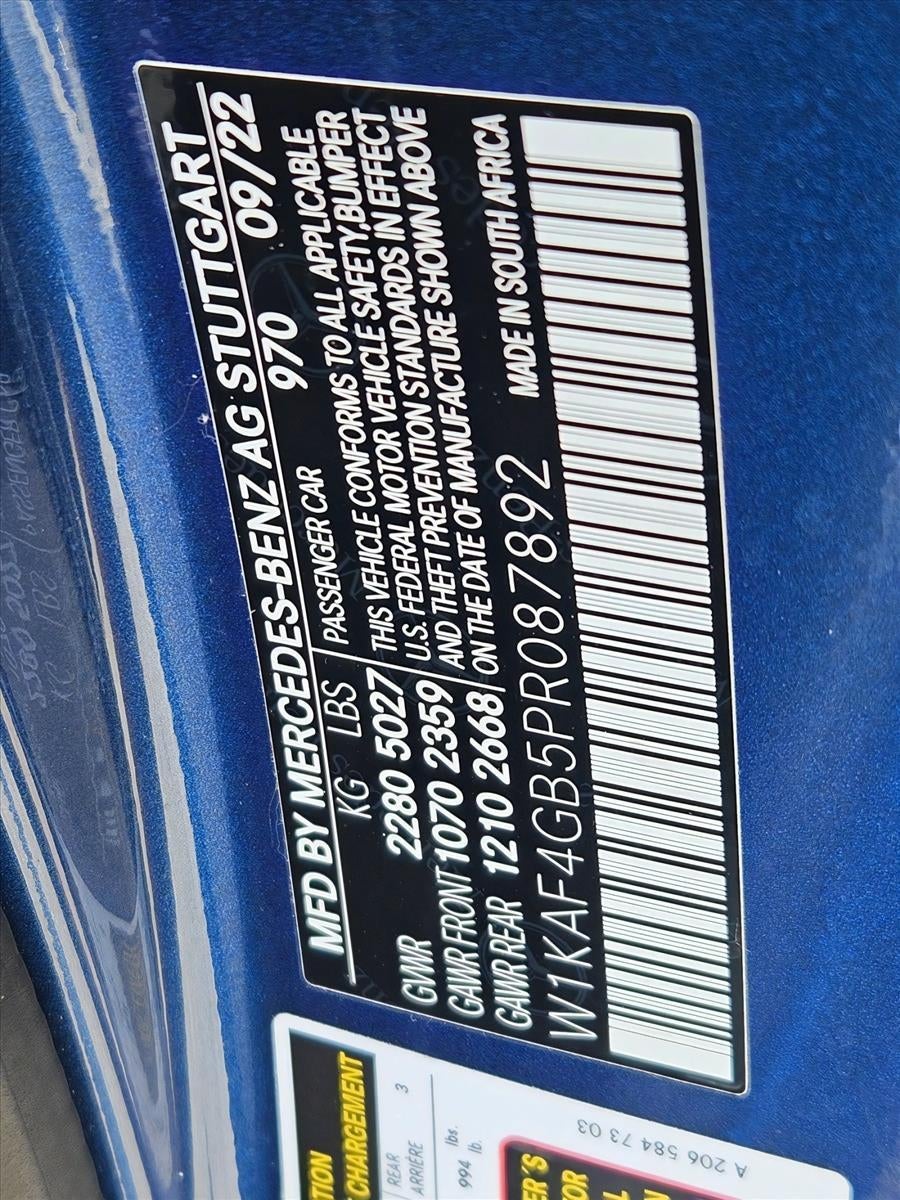 MFD BY MERCEDES-BENZ AG STUTTGART
970 09/22
KG LBS
PASSENGER CAR
GVWR 2280 5027
GAWR FRONT 1070 2359
GAWR REAR 1210 2668
THIS VEHICLE CONFORMS TO ALL APPLICABLE
U.S. FEDERAL MOTOR VEHICLE SAFETY,BUMPER
AND THEFT PREVENTION STANDARDS IN EFFECT
ON THE DATE OF MANUFACTURE SHOWN ABOVE
W1KAF4GB5PR087892
MADE IN SOUTH AFRICA
CHARGEMENT
REAR
ARRIÈRE
3
lbs.
994 lb.
A 206 584 73 03